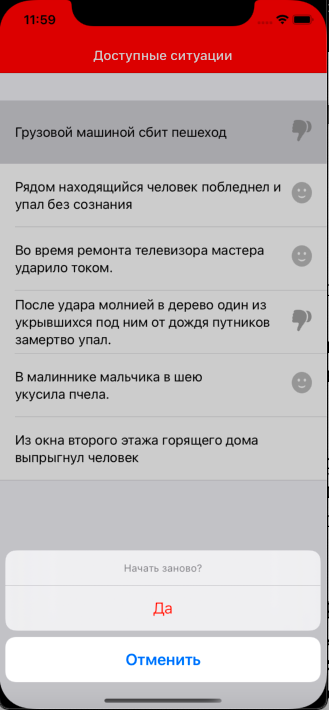 11:59
Доступные ситуации
Грузовой машиной сбит пешеход
Рядом находящийся человек побледнел и
упал без сознания
Во время ремонта телевизора мастера
ударило током.
После удара молнией в дерево один из
укрывшихся под ним от дождя путников
замертво упал.
В малиннике мальчика в шею
укусила пчела.
Из окна второго этажа горящего дома
выпрыгнул человек
Начать заново?
Да
Отменить